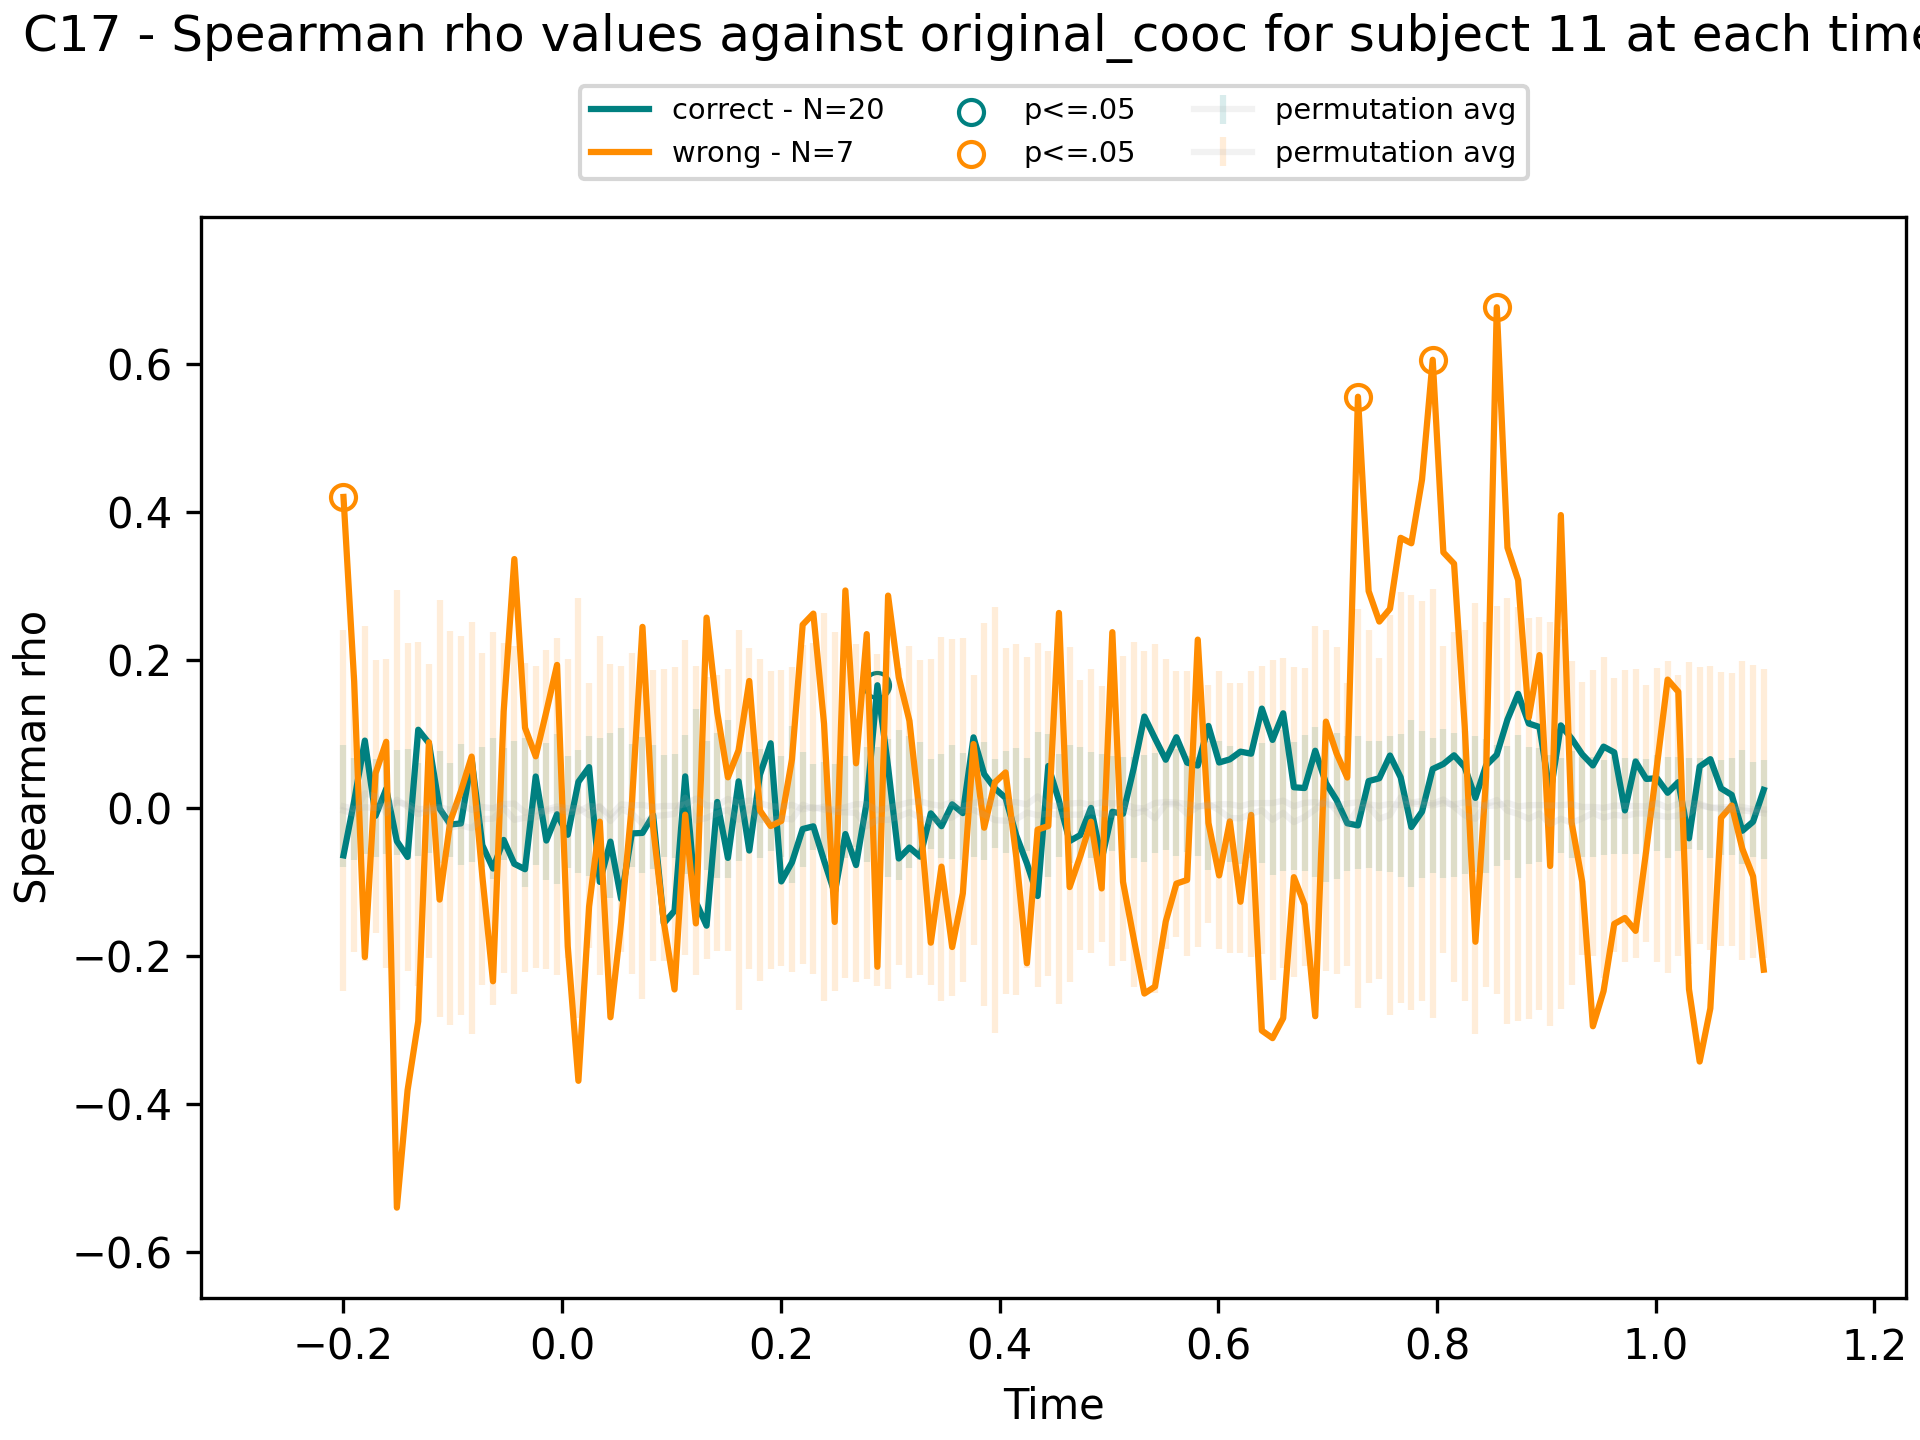 C17 - Spearman rho values against original_cooc for subject 11 at each time
correct - N=20 p<=.05 permutation avg
wrong - N=7 p<=.05 permutation avg
Spearman rho
0.6
0.4
0.2
0.0
−0.2
−0.4
−0.6
−0.2 0.0 0.2 0.4 0.6 0.8 1.0 1.2
Time